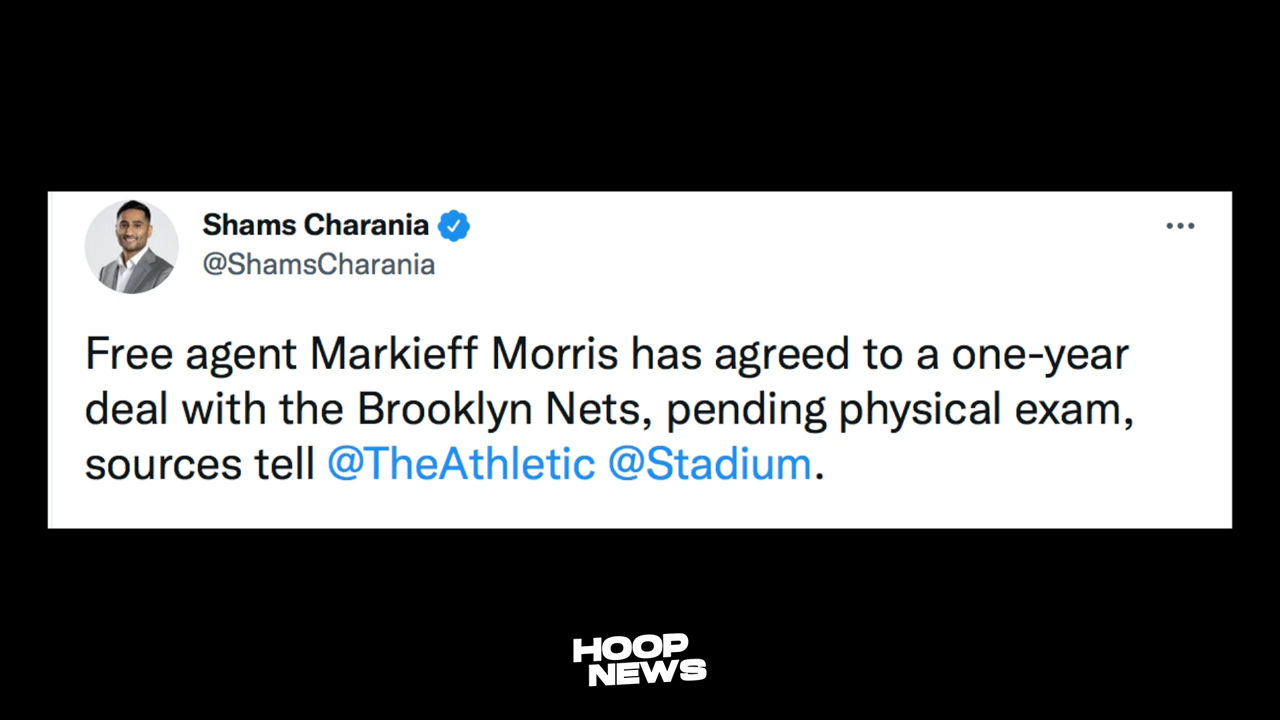 Shams Charania
@ShamsCharania
Free agent Markieff Morris has agreed to a one-year
deal with the Brooklyn Nets, pending physical exam,
sources tell @TheAthletic @Stadium.
HOOP
NEWS